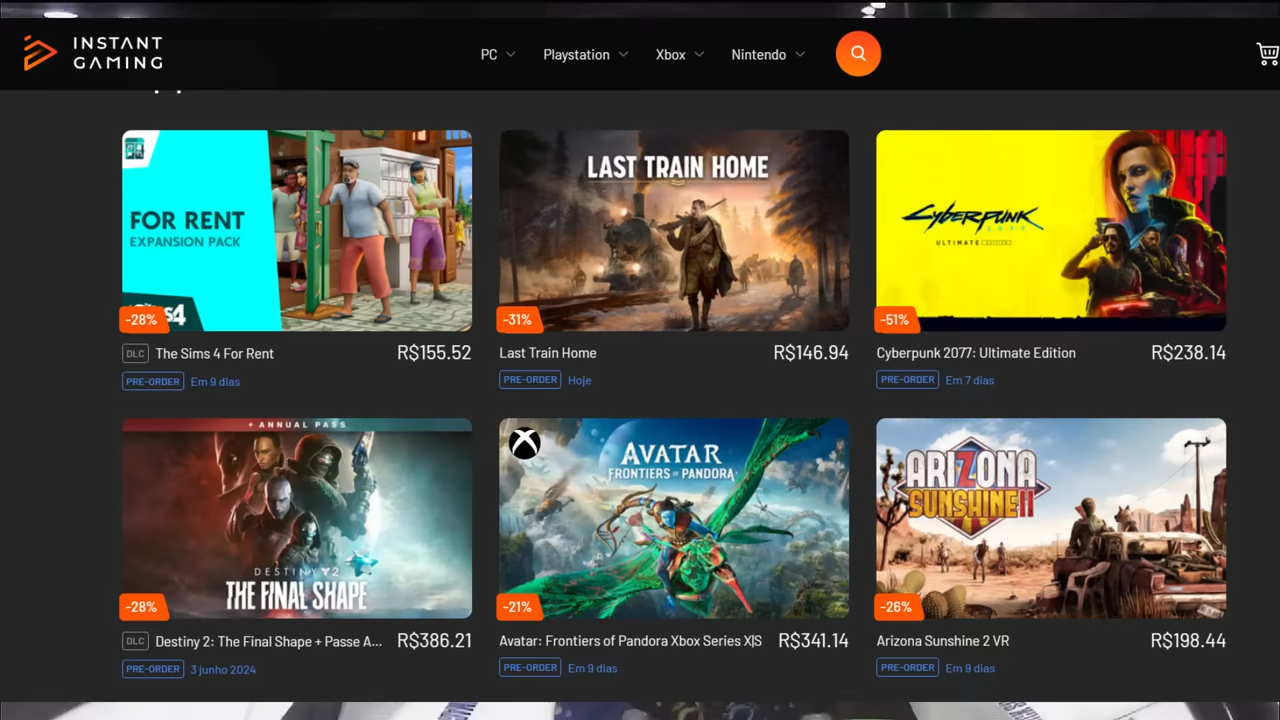 INSTANT
GAMING
PC
Playstation
Xbox
Nintendo
FOR RENT
EXPANSION PACK
-28%
DLC The Sims 4 For Rent R$155.52
PRE-ORDER Em 9 dias
LAST TRAIN HOME
-31%
Last Train Home R$146.94
PRE-ORDER Hoje
CYBERPUNK
2077
ULTIMATE EDITION
-51%
Cyberpunk 2077: Ultimate Edition R$238.14
PRE-ORDER Em 7 dias
+ ANNUAL PASS
DESTINY 2
THE FINAL SHAPE
-28%
DLC Destiny 2: The Final Shape + Passe A... R$386.21
PRE-ORDER 3 junho 2024
AVATAR
FRONTIERS OF PANDORA
-21%
Avatar: Frontiers of Pandora Xbox Series X|S R$341.14
PRE-ORDER Em 9 dias
ARIZONA
SUNSHINE II
-26%
Arizona Sunshine 2 VR R$198.44
PRE-ORDER Em 9 dias